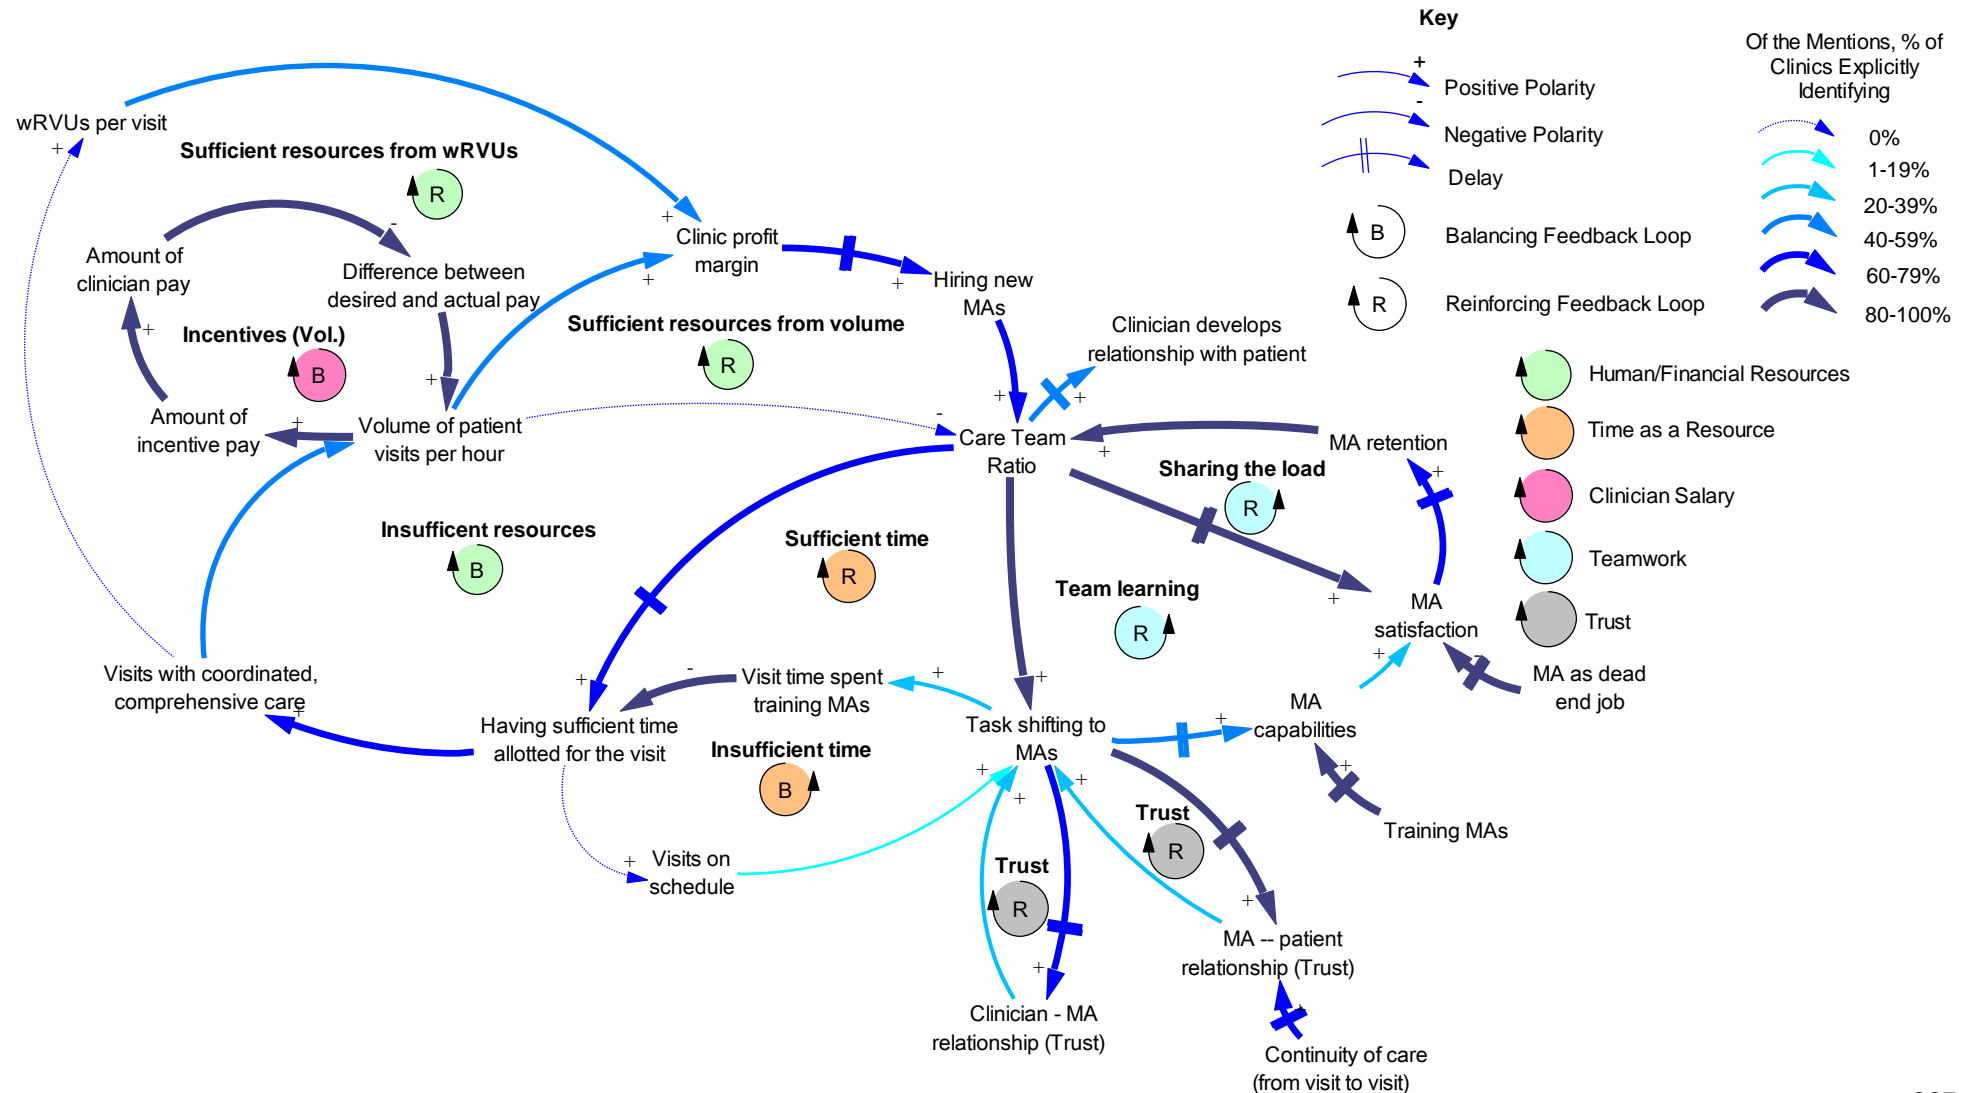 Key
+
Positive Polarity
-
Negative Polarity
Delay
B
Balancing Feedback Loop
R
Reinforcing Feedback Loop
Of the Mentions, % of
Clinics Explicitly
Identifying
0%
1-19%
20-39%
40-59%
60-79%
80-100%
Human/Financial Resources
Time as a Resource
Clinician Salary
Teamwork
Trust
wRVUs per visit
+
Sufficient resources from wRVUs
R
Amount of
clinician pay
+
-
Difference between
desired and actual pay
+
Incentives (Vol.)
B
Amount of
incentive pay
+
Volume of patient
visits per hour
+
Clinic profit
margin
+
Sufficient resources from volume
R
+
Hiring new
MAs
+
Clinician develops
relationship with patient
+
-
Care Team
Ratio
+
MA retention
+
Sharing the load
R
Insufficent resources
B
Sufficient time
R
Team learning
R
+
MA
satisfaction
+
-
MA as dead
end job
Visits with coordinated,
comprehensive care
+
+
Having sufficient time
allotted for the visit
-
Visit time spent
training MAs
+
+
Task shifting to
MAs
+
MA
capabilities
+
Training MAs
Insufficient time
B
+
+
+
+
Visits on
schedule
Trust
R
Trust
R
+
MA -- patient
relationship (Trust)
+
Clinician - MA
relationship (Trust)
+
Continuity of care
(from visit to visit)